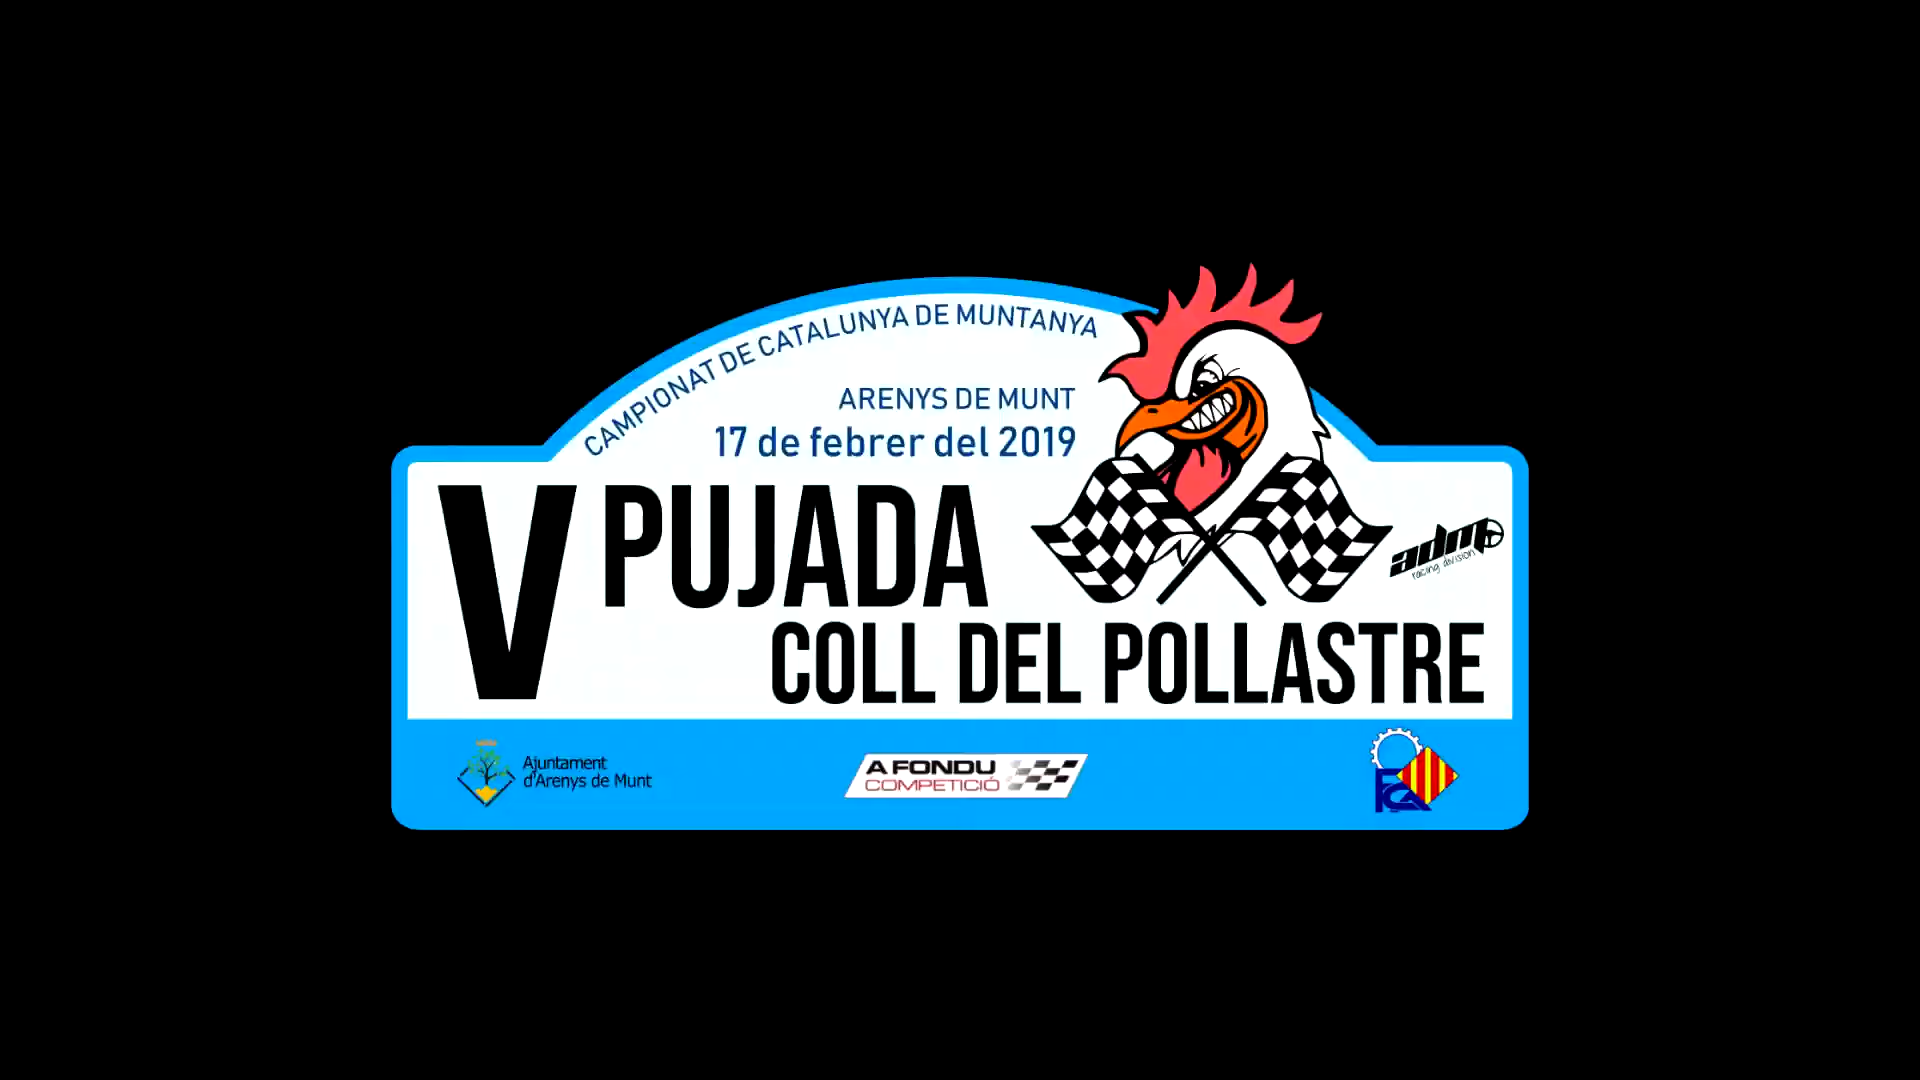 CAMPIONAT DE CATALUNYA DE MUNTANYA
ARENYS DE MUNT
17 de febrer del 2019
V PUJADA
COLL DEL POLLASTRE
adm
racing division
Ajuntament
d'Arenys de Munt
A FONDU
COMPETICIÓ
FCA